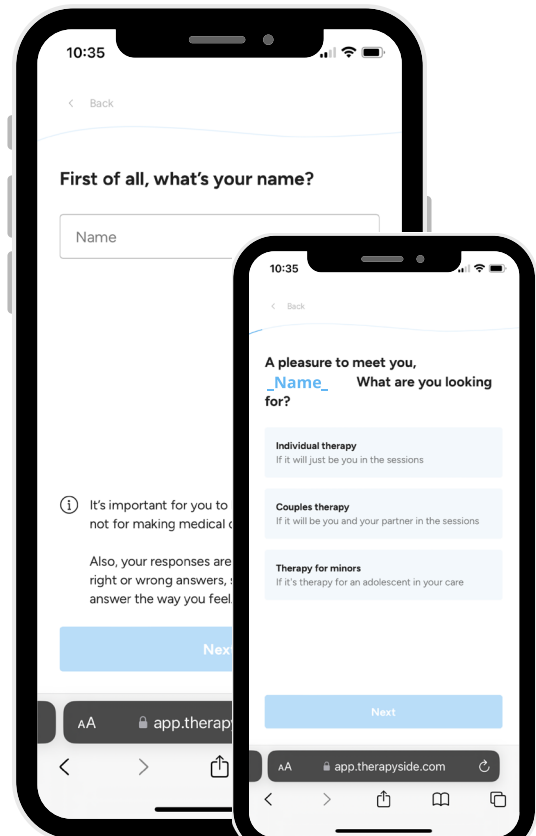 10:35
Back
First of all, what's your name?
Name
It's important for you to
not for making medical
Also, your responses are
right or wrong answers,
answer the way you feel.
AA app.therapy
10:35
Back
A pleasure to meet you,
_Name_ What are you looking
for?
Individual therapy
If it will just be you in the sessions
Couples therapy
If it will be you and your partner in the sessions
Therapy for minors
If it's therapy for an adolescent in your care
Next
AA app.therapyside.com